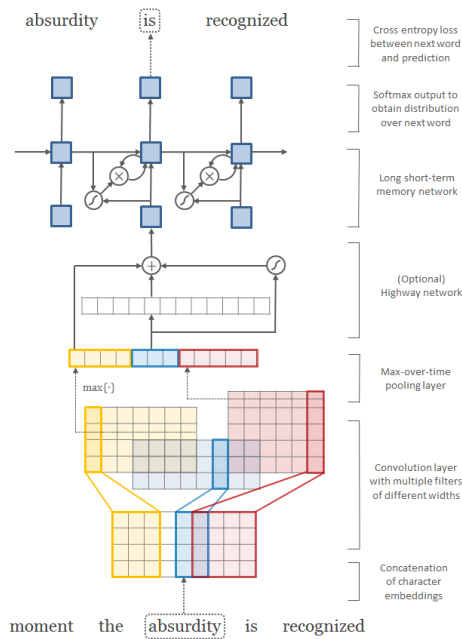 absurdity is recognized
Cross entropy loss
between next word
and prediction
Softmax output to
obtain distribution
over next word
Long short-term
memory network
(Optional)
Highway network
Max-over-time
pooling layer
max{·}
Convolution layer
with multiple filters
of different widths
Concatenation
of character
embeddings
moment the absurdity is recognized